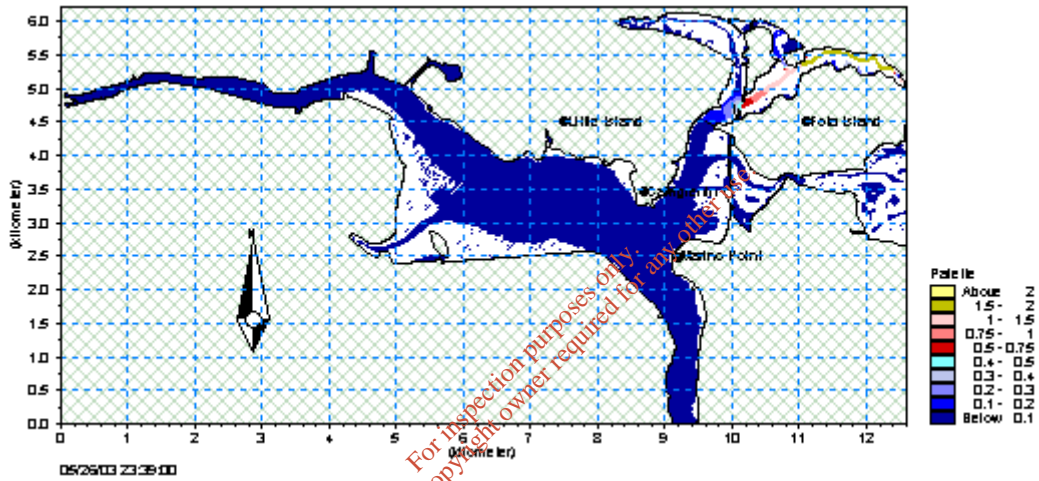 (kilometer)
6.0
5.5
5.0
4.5
4.0
3.5
3.0
2.5
2.0
1.5
1.0
0.5
0.0
0 1 2 3 4 5 6 7 8 9 10 11 12
(kilometer)
Little Island
Fota Island
Marino Point
For inspection purposes only.
copyright owner required for any other use.
Palette
Above 2
1.5 - 2
1 - 1.5
0.75 - 1
0.5 - 0.75
0.4 - 0.5
0.3 - 0.4
0.2 - 0.3
0.1 - 0.2
Below 0.1
05/26/03 23:39:00